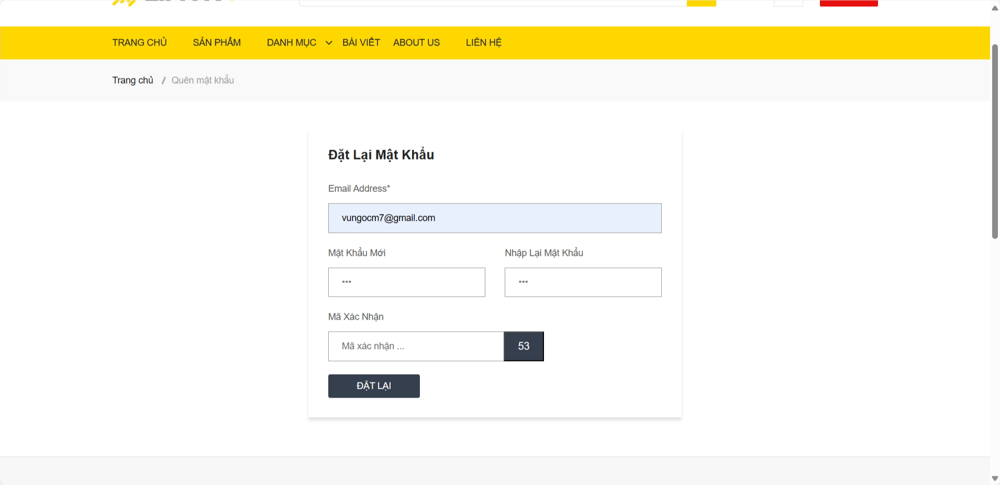 TRANG CHỦ SẢN PHẨM DANH MỤC BÀI VIẾT ABOUT US LIÊN HỆ
Trang chủ / Quên mật khẩu
Đặt Lại Mật Khẩu
Email Address*
vungocm7@gmail.com
Mật Khẩu Mới Nhập Lại Mật Khẩu
••• •••
Mã Xác Nhận
Mã xác nhận ... 53
ĐẶT LẠI